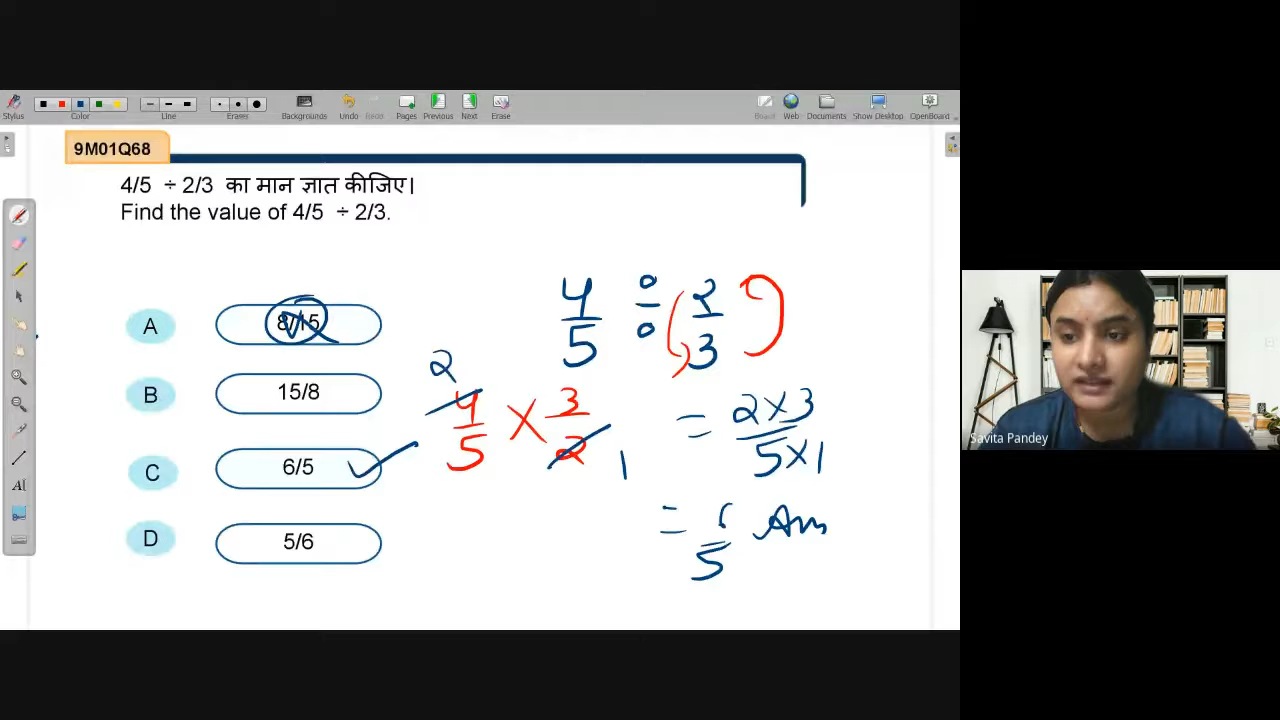 Stylus
Color
Line
Eraser
Backgrounds
Undo
Redo
Pages
Previous
Next
Erase
Board
Web
Documents
Show Desktop
OpenBoard
9M01Q68
4/5 ÷ 2/3 का मान ज्ञात कीजिए।
Find the value of 4/5 ÷ 2/3.
A 8/15
B 15/8
C 6/5
D 5/6
4/5 ÷ (2/3)
2
4/5 × 3/2
1
= 2×3/5×1
= 6/5 Ans
Savita Pandey